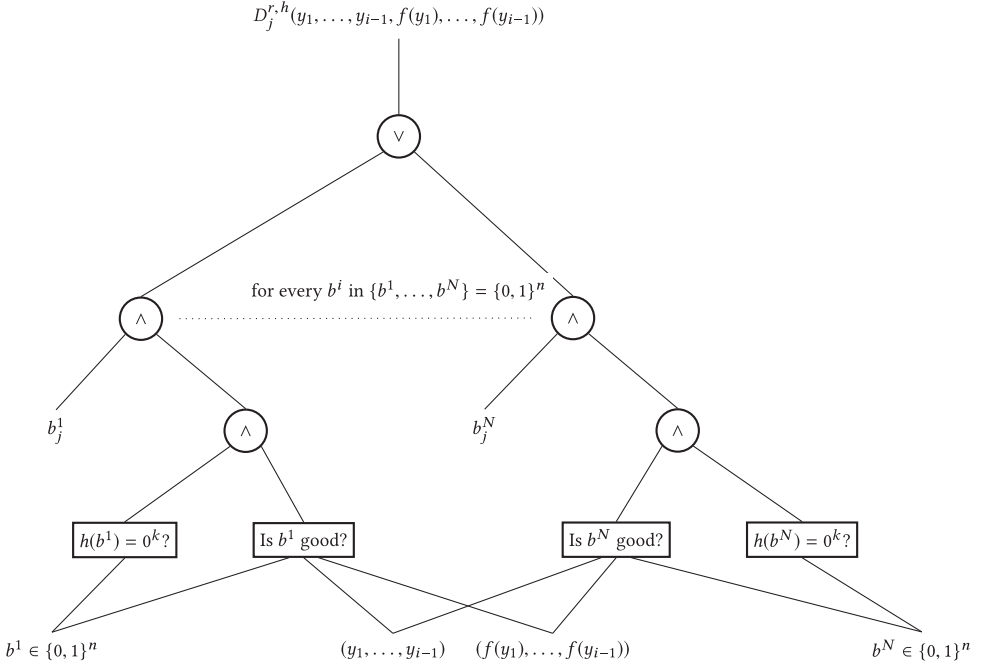 D_j^{r,h}(y_1, . . . , y_{i−1}, f(y_1), . . . , f(y_{i−1}))
∨
for every b^i in {b^1, . . . , b^N} = {0, 1}^n
∧ ∧
b_j^1 b_j^N
∧ ∧
h(b^1) = 0^k? Is b^1 good? Is b^N good? h(b^N) = 0^k?
b^1 ∈ {0, 1}^n (y_1, . . . , y_{i−1}) (f(y_1), . . . , f(y_{i−1})) b^N ∈ {0, 1}^n